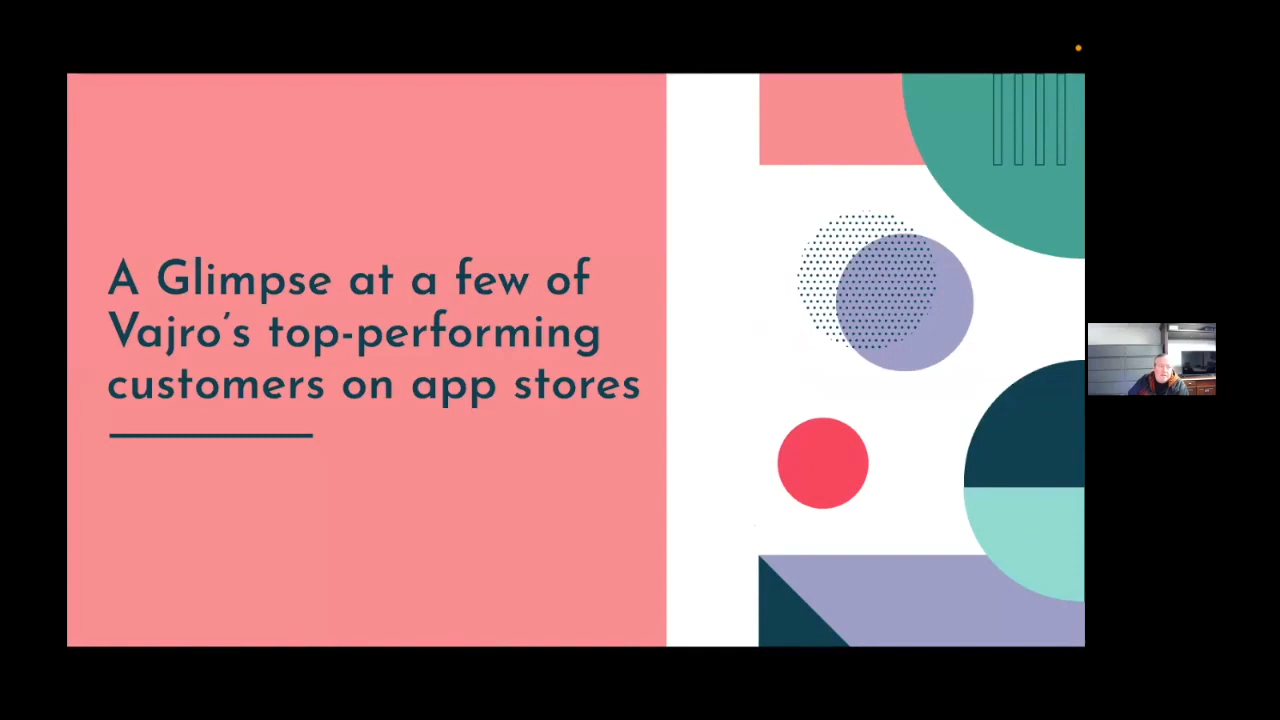 A Glimpse at a few of
Vajro’s top-performing
customers on app stores